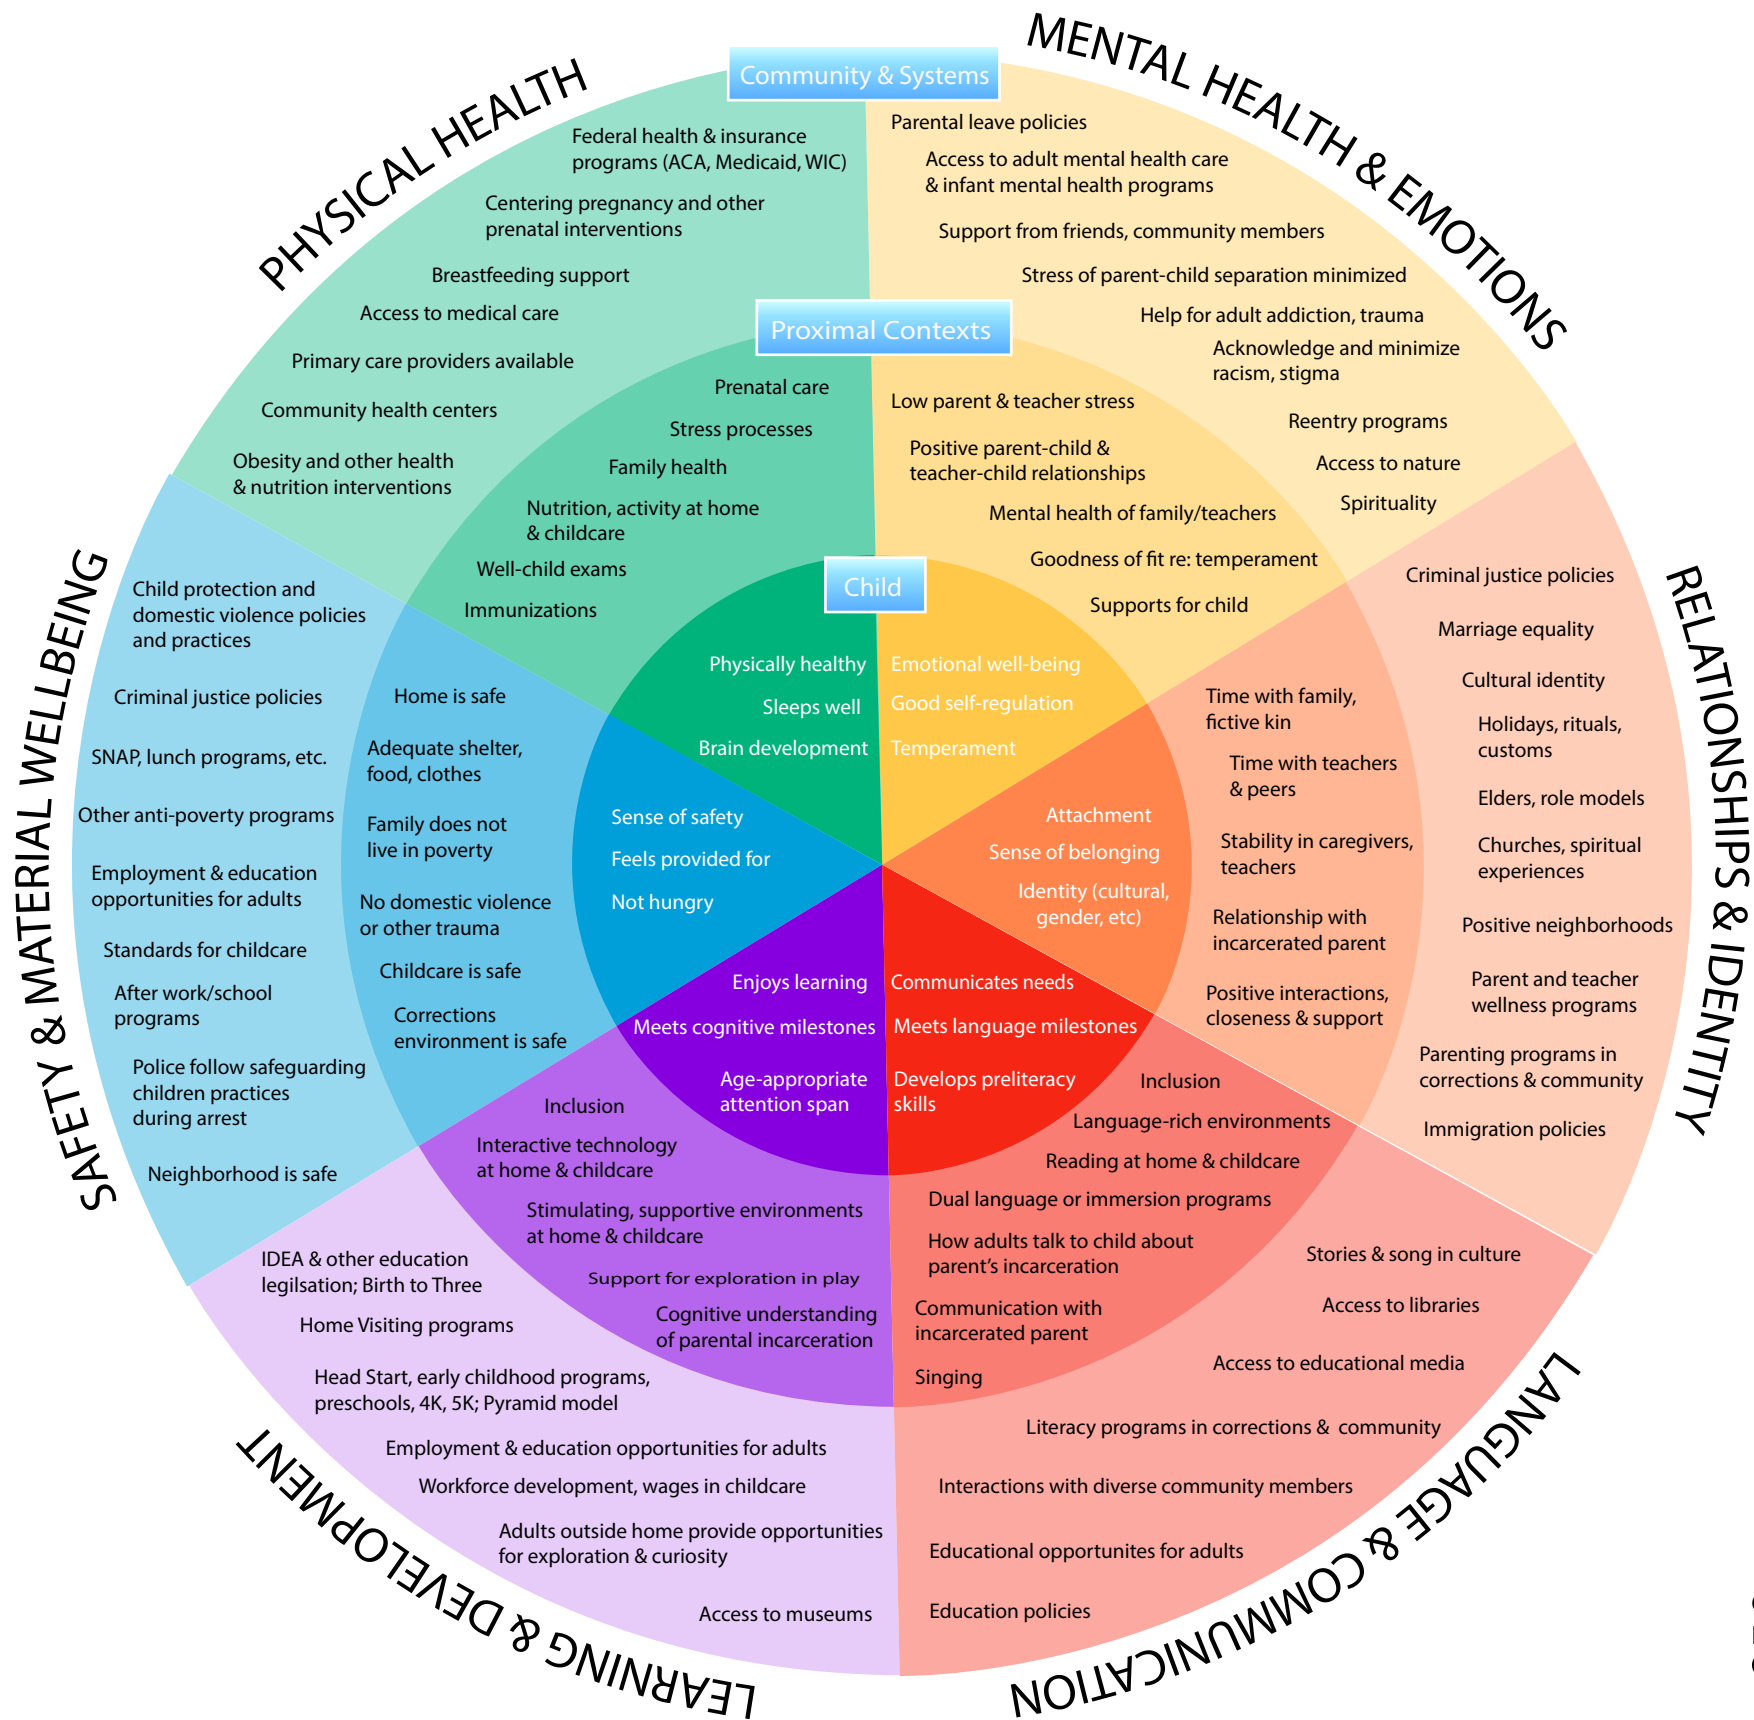 PHYSICAL HEALTH
MENTAL HEALTH & EMOTIONS
RELATIONSHIPS & IDENTITY
LANGUAGE & COMMUNICATION
LEARNING & DEVELOPMENT
SAFETY & MATERIAL WELLBEING
Community & Systems
Proximal Contexts
Child
Federal health & insurance
programs (ACA, Medicaid, WIC)
Centering pregnancy and other
prenatal interventions
Breastfeeding support
Access to medical care
Primary care providers available
Community health centers
Obesity and other health
& nutrition interventions
Prenatal care
Stress processes
Family health
Nutrition, activity at home
& childcare
Well-child exams
Immunizations
Physically healthy
Sleeps well
Brain development
Parental leave policies
Access to adult mental health care
& infant mental health programs
Support from friends, community members
Stress of parent-child separation minimized
Help for adult addiction, trauma
Acknowledge and minimize
racism, stigma
Reentry programs
Access to nature
Spirituality
Low parent & teacher stress
Positive parent-child &
teacher-child relationships
Mental health of family/teachers
Goodness of fit re: temperament
Supports for child
Emotional well-being
Good self-regulation
Temperament
Criminal justice policies
Marriage equality
Cultural identity
Holidays, rituals,
customs
Elders, role models
Churches, spiritual
experiences
Positive neighborhoods
Parent and teacher
wellness programs
Parenting programs in
corrections & community
Immigration policies
Time with family,
fictive kin
Time with teachers
& peers
Stability in caregivers,
teachers
Relationship with
incarcerated parent
Positive interactions,
closeness & support
Attachment
Sense of belonging
Identity (cultural,
gender, etc)
Communicates needs
Meets language milestones
Develops preliteracy
skills
Inclusion
Language-rich environments
Reading at home & childcare
Dual language or immersion programs
How adults talk to child about
parent's incarceration
Communication with
incarcerated parent
Singing
Stories & song in culture
Access to libraries
Access to educational media
Literacy programs in corrections & community
Interactions with diverse community members
Educational opportunites for adults
Education policies
Enjoys learning
Meets cognitive milestones
Age-appropriate
attention span
Inclusion
Interactive technology
at home & childcare
Stimulating, supportive environments
at home & childcare
Support for exploration in play
Cognitive understanding
of parental incarceration
IDEA & other education
legilsation; Birth to Three
Home Visiting programs
Head Start, early childhood programs,
preschools, 4K, 5K; Pyramid model
Employment & education opportunities for adults
Workforce development, wages in childcare
Adults outside home provide opportunities
for exploration & curiosity
Access to museums
Child protection and
domestic violence policies
and practices
Criminal justice policies
SNAP, lunch programs, etc.
Other anti-poverty programs
Employment & education
opportunities for adults
Standards for childcare
After work/school
programs
Police follow safeguarding
children practices
during arrest
Neighborhood is safe
Home is safe
Adequate shelter,
food, clothes
Family does not
live in poverty
No domestic violence
or other trauma
Childcare is safe
Corrections
environment is safe
Sense of safety
Feels provided for
Not hungry